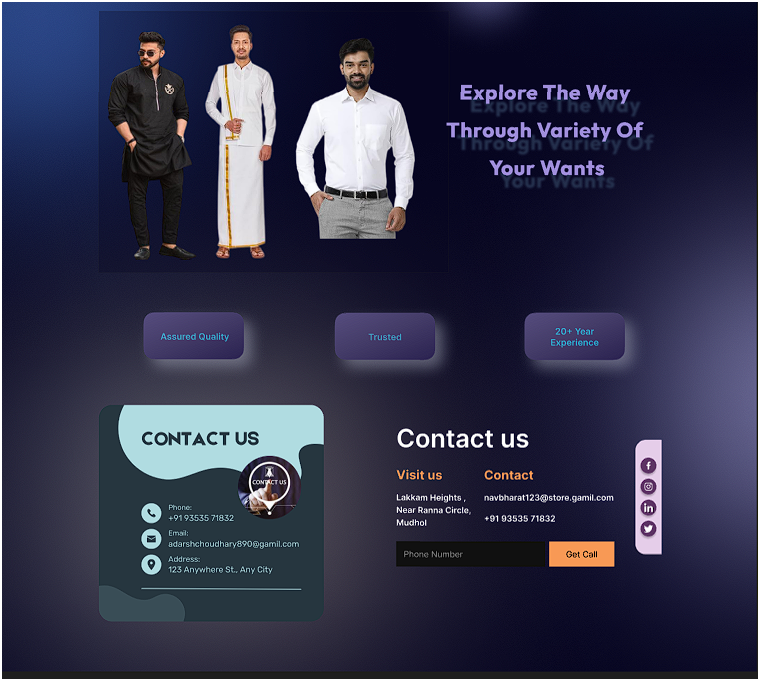 Explore The Way
Through Variety Of
Your Wants
Assured Quality
Trusted
20+ Year
Experience
CONTACT US
CONTACT US
Phone:
+91 93535 71832
Email:
adarshchoudhary890@gamil.com
Address:
123 Anywhere St., Any City
Contact us
Visit us
Lakkam Heights ,
Near Ranna Circle,
Mudhol
Contact
navbharat123@store.gamil.com
+91 93535 71832
Phone Number
Get Call